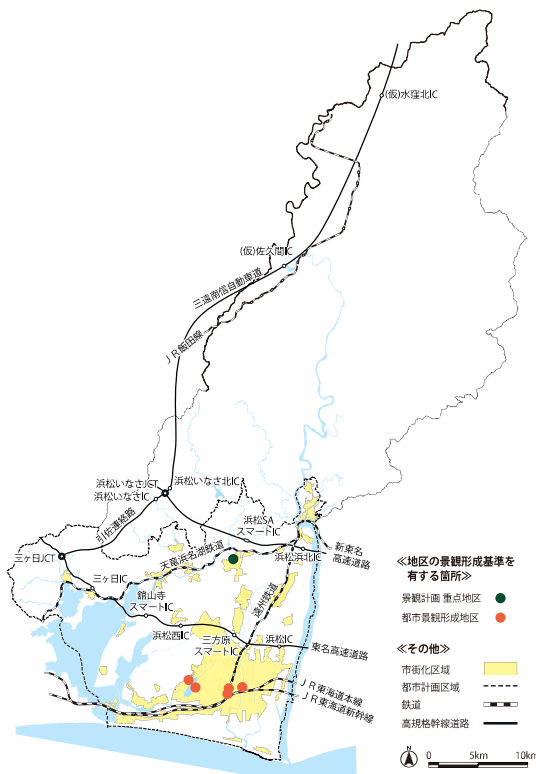 (仮)水窪北IC
(仮)佐久間IC
三遠南信自動車道
JR飯田線
浜松いなさJCT
浜松いなさ北IC
浜松いなさIC
引佐連絡路
浜松SA
スマートIC
新東名
高速道路
浜松浜北IC
三ヶ日JCT
天竜浜名湖鉄道
三ヶ日IC
舘山寺
スマートIC
遠州鉄道
浜松西IC
三方原
スマートIC
浜松IC
東名高速道路
JR東海道本線
JR東海道新幹線
≪地区の景観形成基準を
有する箇所≫
景観計画 重点地区
都市景観形成地区
≪その他≫
市街化区域
都市計画区域
鉄道
高規格幹線道路
N
0 5km 10km